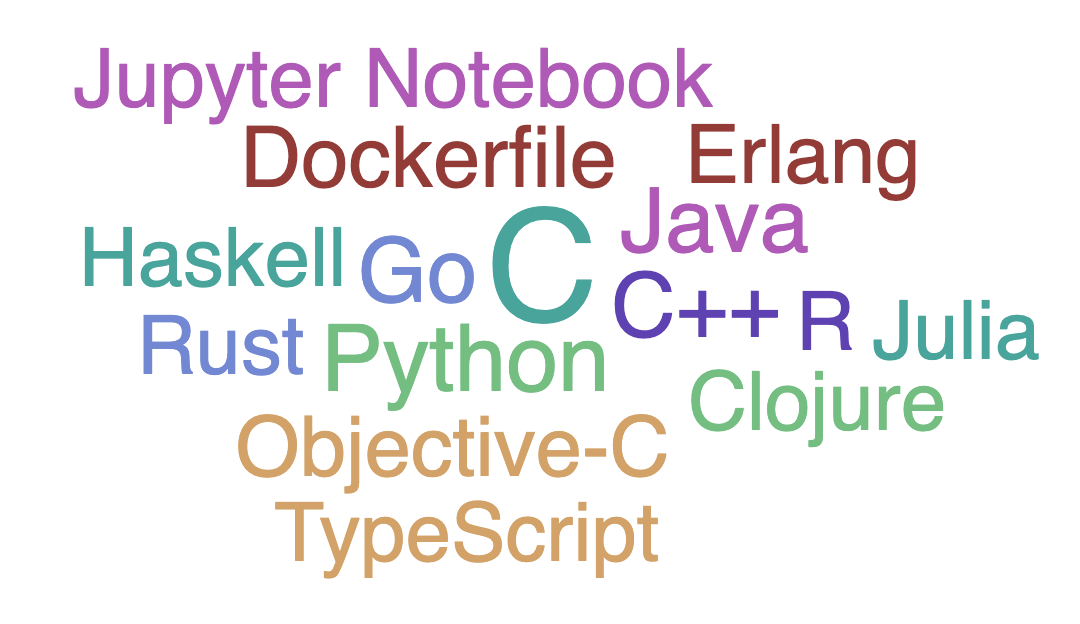 Jupyter Notebook
Dockerfile Erlang
Java
Haskell Go C
C++ R Julia
Rust Python
Clojure
Objective-C
TypeScript